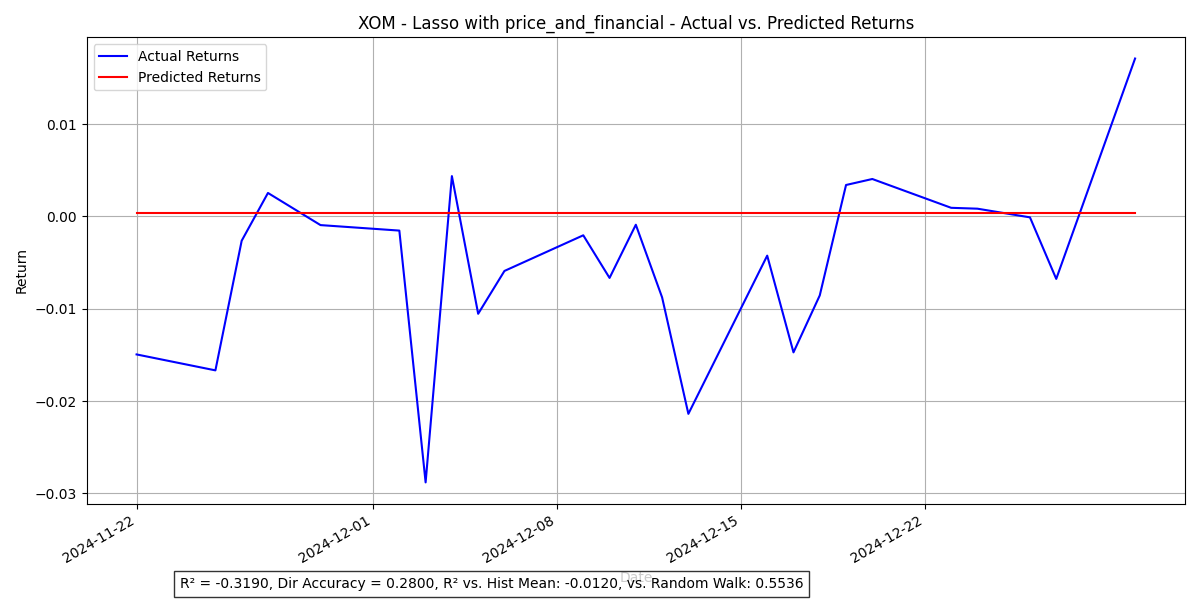 XOM - Lasso with price_and_financial - Actual vs. Predicted Returns
Actual Returns
Predicted Returns
0.01
0.00
−0.01
−0.02
−0.03
Return
2024-11-22
2024-12-01
2024-12-08
2024-12-15
2024-12-22
Date
R² = -0.3190, Dir Accuracy = 0.2800, R² vs. Hist Mean: -0.0120, vs. Random Walk: 0.5536